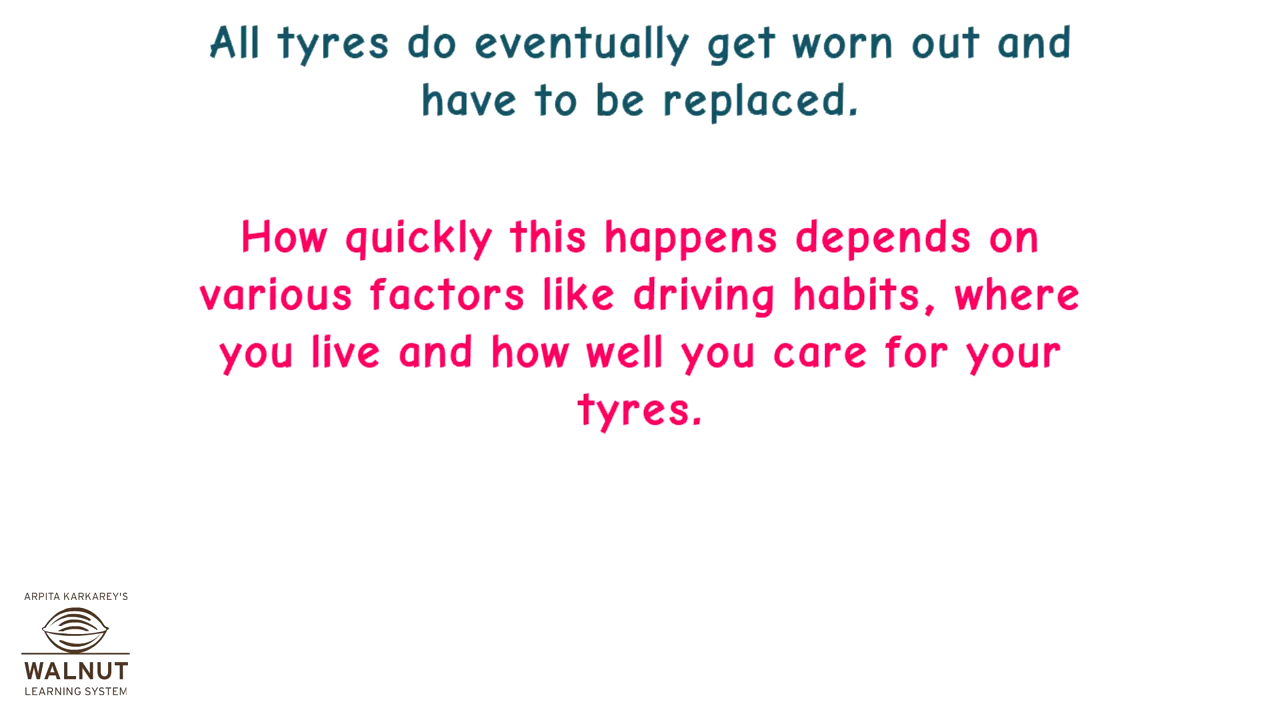 All tyres do eventually get worn out and
have to be replaced.
How quickly this happens depends on
various factors like driving habits, where
you live and how well you care for your
tyres.
ARPITA KARKAREY'S
WALNUT
LEARNING SYSTEM